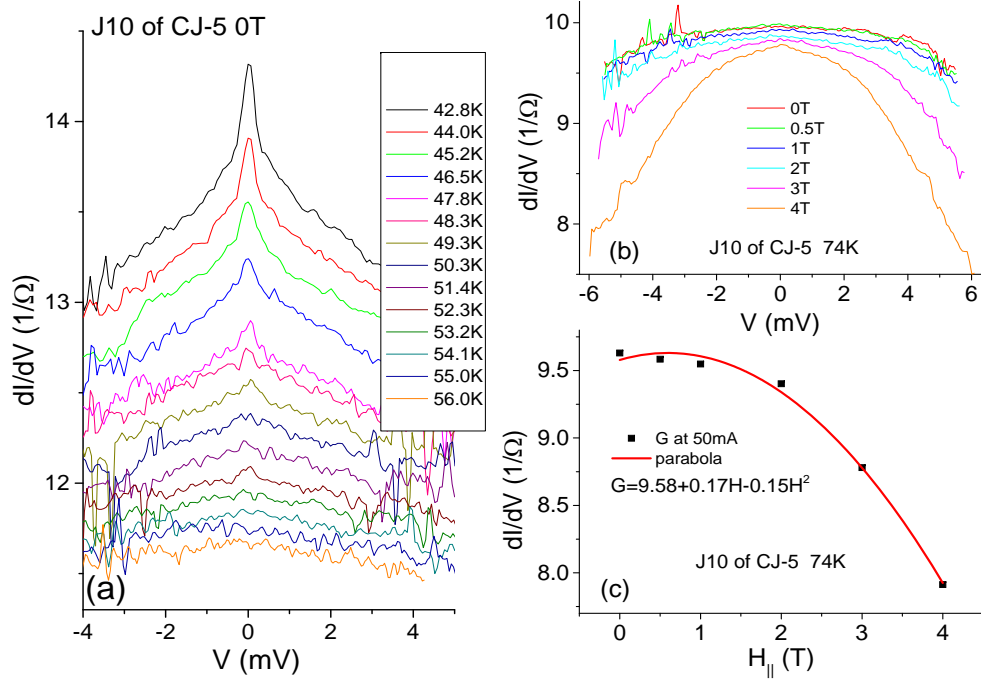 J10 of CJ-5 0T
14
13
12
dI/dV (1/Ω)
42.8K
44.0K
45.2K
46.5K
47.8K
48.3K
49.3K
50.3K
51.4K
52.3K
53.2K
54.1K
55.0K
56.0K
(a)
-4 -2 0 2 4
V (mV)
10
9
8
dI/dV (1/Ω)
0T
0.5T
1T
2T
3T
4T
(b)
J10 of CJ-5 74K
-6 -4 -2 0 2 4 6
V (mV)
9.5
9.0
8.5
8.0
dI/dV (1/Ω)
G at 50mA
parabola
G=9.58+0.17H-0.15H²
J10 of CJ-5 74K
(c)
0 1 2 3 4
H|| (T)